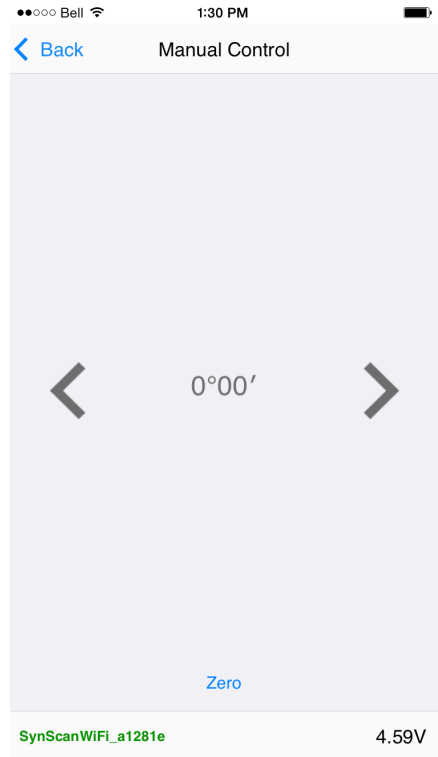 Bell 1:30 PM
Back Manual Control
0°00′
Zero
SynScanWiFi_a1281e 4.59V